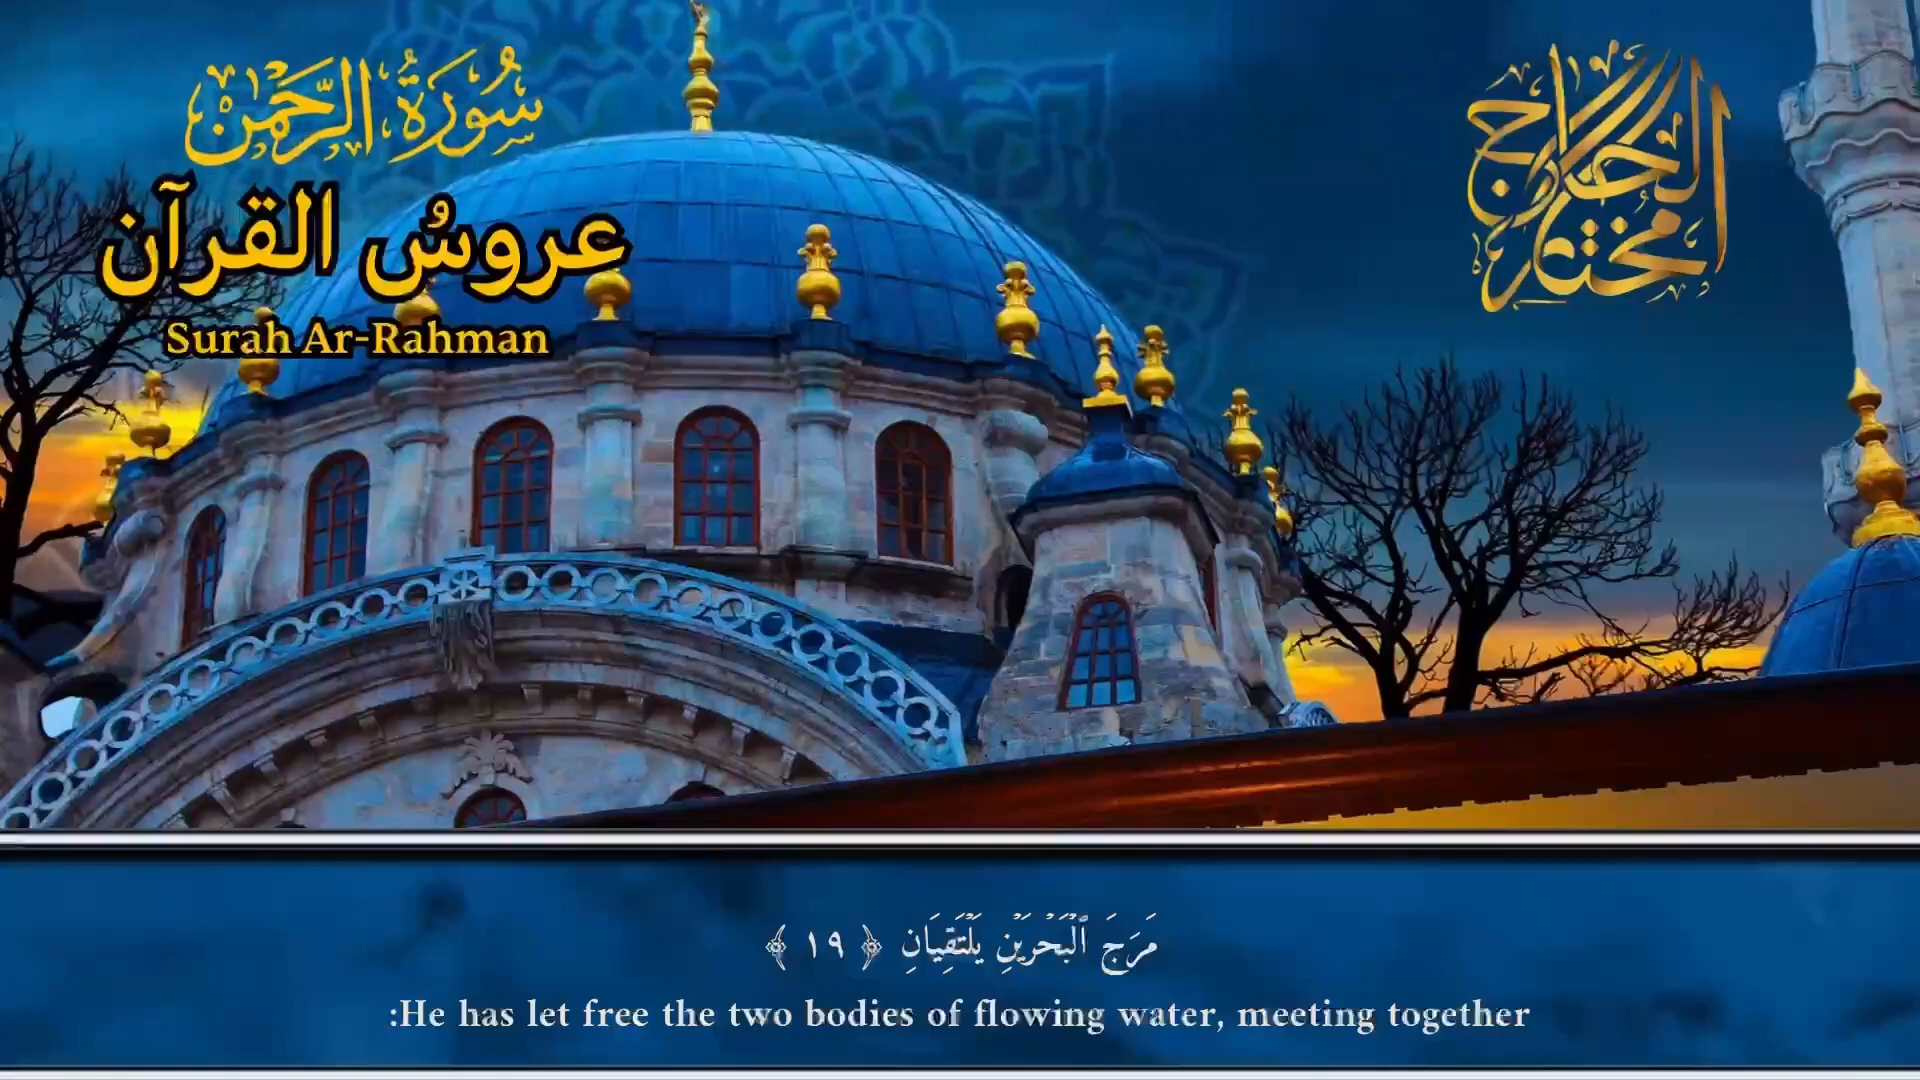 سُورَةُ الرَّحْمٰن
عروسُ القرآن
Surah Ar-Rahman
الحاج
مختار
مَرَجَ ٱلْبَحْرَيْنِ يَلْتَقِيَانِ ﴿١٩﴾
:He has let free the two bodies of flowing water, meeting together